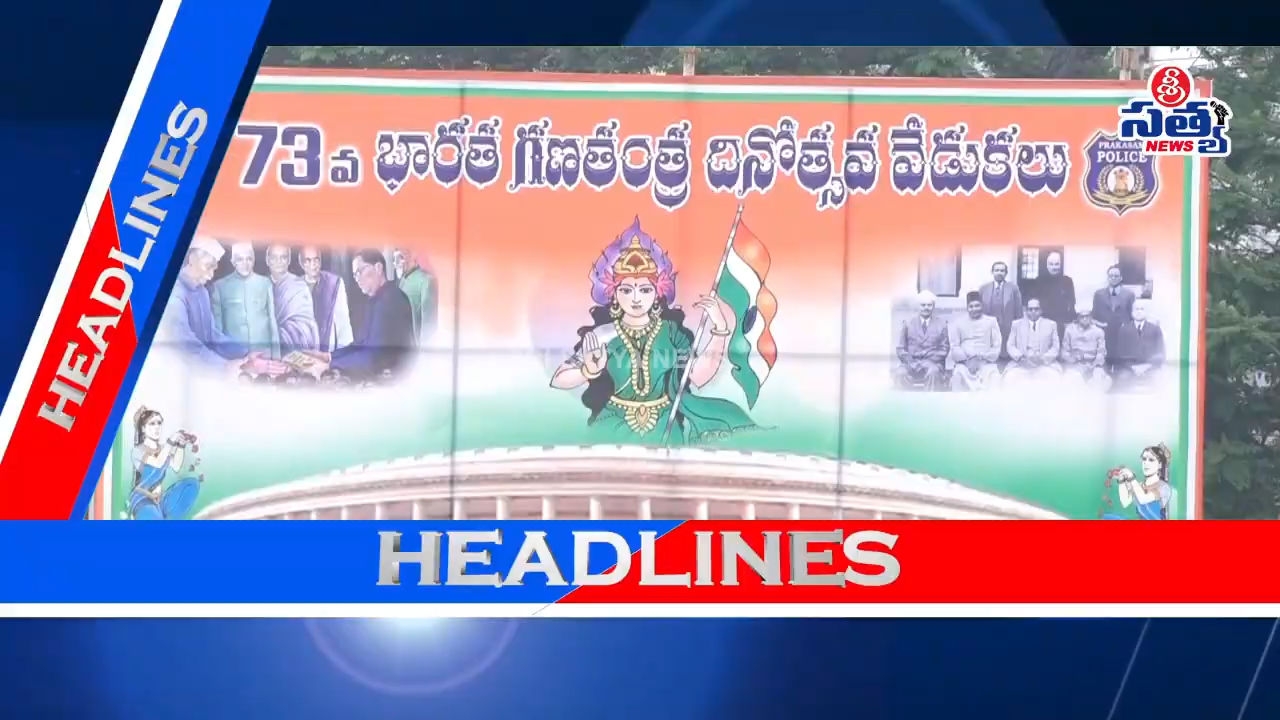 HEADLINES
73వ భారత గణతంత్ర దినోత్సవ వేడుకలు
శ్రీ
సత్య
NEWS
PRAKASAM
POLICE
HEADLINES